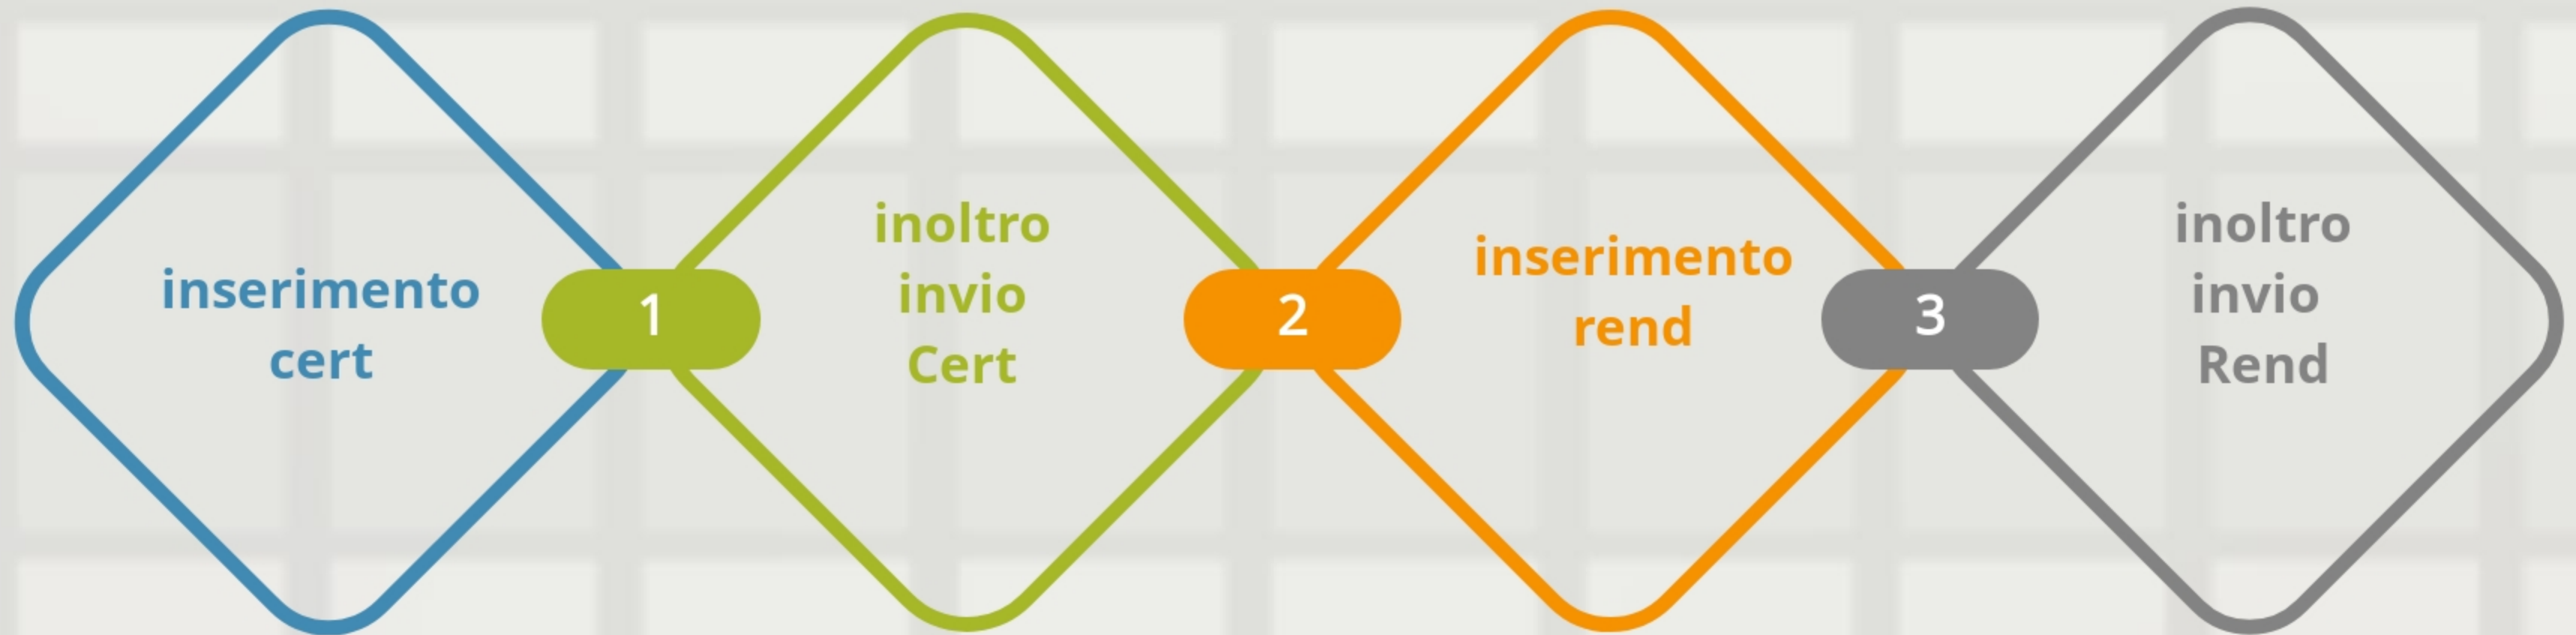 inserimento
cert
1
inoltro
invio
Cert
2
inserimento
rend
3
inoltro
invio
Rend